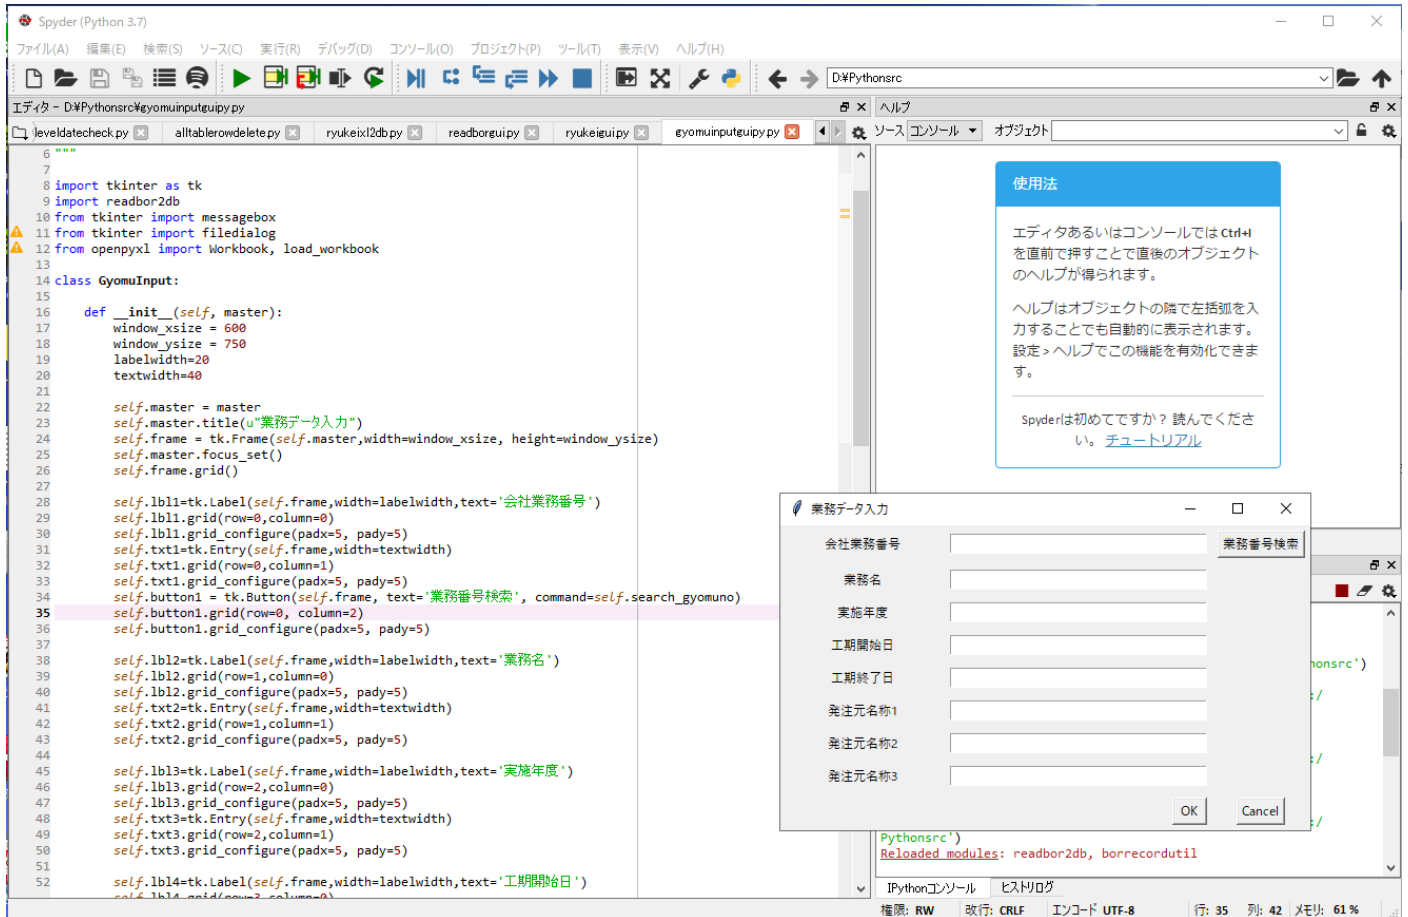 Spyder (Python 3.7)
ファイル(A) 編集(E) 検索(S) ソース(C) 実行(R) デバッグ(D) コンソール(O) プロジェクト(P) ツール(T) 表示(V) ヘルプ(H)
D:¥Pythonsrc
エディタ - D:¥Pythonsrc¥gyomuinputguipy.py
leveldatecheck.py alltablerowdelete.py ryukeixl2db.py readborgui.py ryukeigui.py gyomuinputguipy.py
6 """
7
8 import tkinter as tk
9 import readbor2db
10 from tkinter import messagebox
11 from tkinter import filedialog
12 from openpyxl import Workbook, load_workbook
13
14 class GyomuInput:
15
16     def __init__(self, master):
17         window_xsize = 600
18         window_ysize = 750
19         labelwidth=20
20         textwidth=40
21
22         self.master = master
23         self.master.title(u"業務データ入力")
24         self.frame = tk.Frame(self.master,width=window_xsize, height=window_ysize)
25         self.master.focus_set()
26         self.frame.grid()
27
28         self.lbl1=tk.Label(self.frame,width=labelwidth,text='会社業務番号')
29         self.lbl1.grid(row=0,column=0)
30         self.lbl1.grid_configure(padx=5, pady=5)
31         self.txt1=tk.Entry(self.frame,width=textwidth)
32         self.txt1.grid(row=0,column=1)
33         self.txt1.grid_configure(padx=5, pady=5)
34         self.button1 = tk.Button(self.frame, text='業務番号検索', command=self.search_gyomuno)
35         self.button1.grid(row=0, column=2)
36         self.button1.grid_configure(padx=5, pady=5)
37
38         self.lbl2=tk.Label(self.frame,width=labelwidth,text='業務名')
39         self.lbl2.grid(row=1,column=0)
40         self.lbl2.grid_configure(padx=5, pady=5)
41         self.txt2=tk.Entry(self.frame,width=textwidth)
42         self.txt2.grid(row=1,column=1)
43         self.txt2.grid_configure(padx=5, pady=5)
44
45         self.lbl3=tk.Label(self.frame,width=labelwidth,text='実施年度')
46         self.lbl3.grid(row=2,column=0)
47         self.lbl3.grid_configure(padx=5, pady=5)
48         self.txt3=tk.Entry(self.frame,width=textwidth)
49         self.txt3.grid(row=2,column=1)
50         self.txt3.grid_configure(padx=5, pady=5)
51
52         self.lbl4=tk.Label(self.frame,width=labelwidth,text='工期開始日')
ヘルプ
ソース コンソール オブジェクト
使用法
エディタあるいはコンソールでは Ctrl+I
を直前で押すことで直後のオブジェクト
のヘルプが得られます。
ヘルプはオブジェクトの隣で左括弧を入
力することでも自動的に表示されます。
設定 > ヘルプでこの機能を有効化できま
す。
Spyderは初めてですか? 読んでくださ
い。 チュートリアル
業務データ入力
会社業務番号 業務番号検索
業務名
実施年度
工期開始日
工期終了日
発注元名称1
発注元名称2
発注元名称3
OK Cancel
honsrc')
:/
:/
:/
Pythonsrc')
Reloaded modules: readbor2db, borrecordutil
IPythonコンソール ヒストリログ
権限: RW 改行: CRLF エンコード UTF-8 行: 35 列: 42 メモリ: 61 %